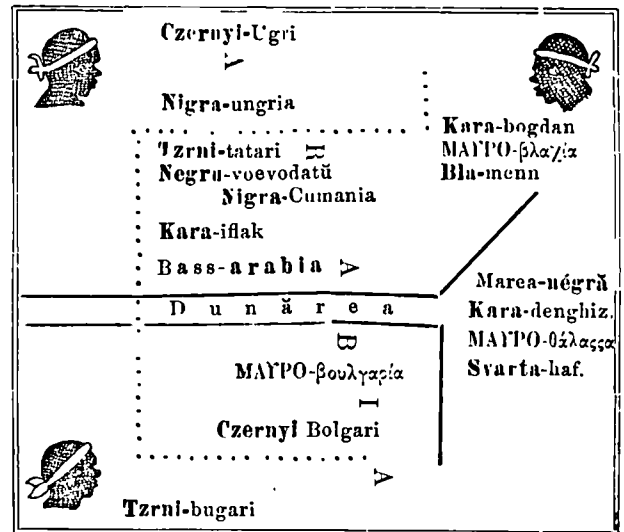 Czernyi-Ugri
A
Nigra-ungria
Kara-bogdan
Tzrni-tatari R
ΜΑΥΡΟ-βλαχία
Negru-voevodatŭ
Bla-menn
Nigra-Cumania
Kara-iflak
Bass-arabia A
Marea-négră
Dunărea
Kara-denghiz.
B
ΜΑΥΡΟ-θάλαςςα
ΜΑΥΡΟ-βουλγαρία
Svarta-haf.
I
Czernyi Bolgari
A
Tzrni-bugari